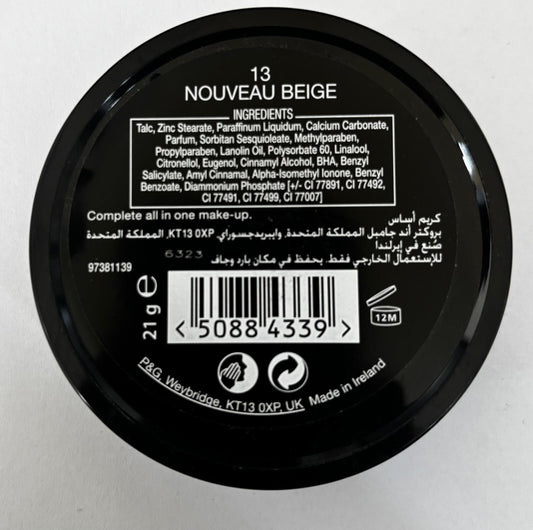 13
NOUVEAU BEIGE
INGREDIENTS
Talc, Zinc Stearate, Paraffinum Liquidum, Calcium Carbonate,
Parfum, Sorbitan Sesquioleate, Methylparaben,
Propylparaben, Lanolin Oil, Polysorbate 60, Linalool,
Citronellol, Eugenol, Cinnamyl Alcohol, BHA, Benzyl
Salicylate, Amyl Cinnamal, Alpha-Isomethyl Ionone, Benzyl
Benzoate, Diammonium Phosphate [+/- CI 77891, CI 77492,
CI 77491, CI 77499, CI 77007]
Complete all in one make-up.
كريم أساس
بروكتر أند جامبل المملكة المتحدة, وايبريدجسوراي, KT13 0XP, المملكة المتحدة
صُنع في إيرلندا
للإستعمال الخارجي فقط. يحفظ في مكان بارد وجاف
6323
97381139
21 g e
< 5088 4339 >
12M
P&G, Weybridge, KT13 0XP, UK Made in Ireland